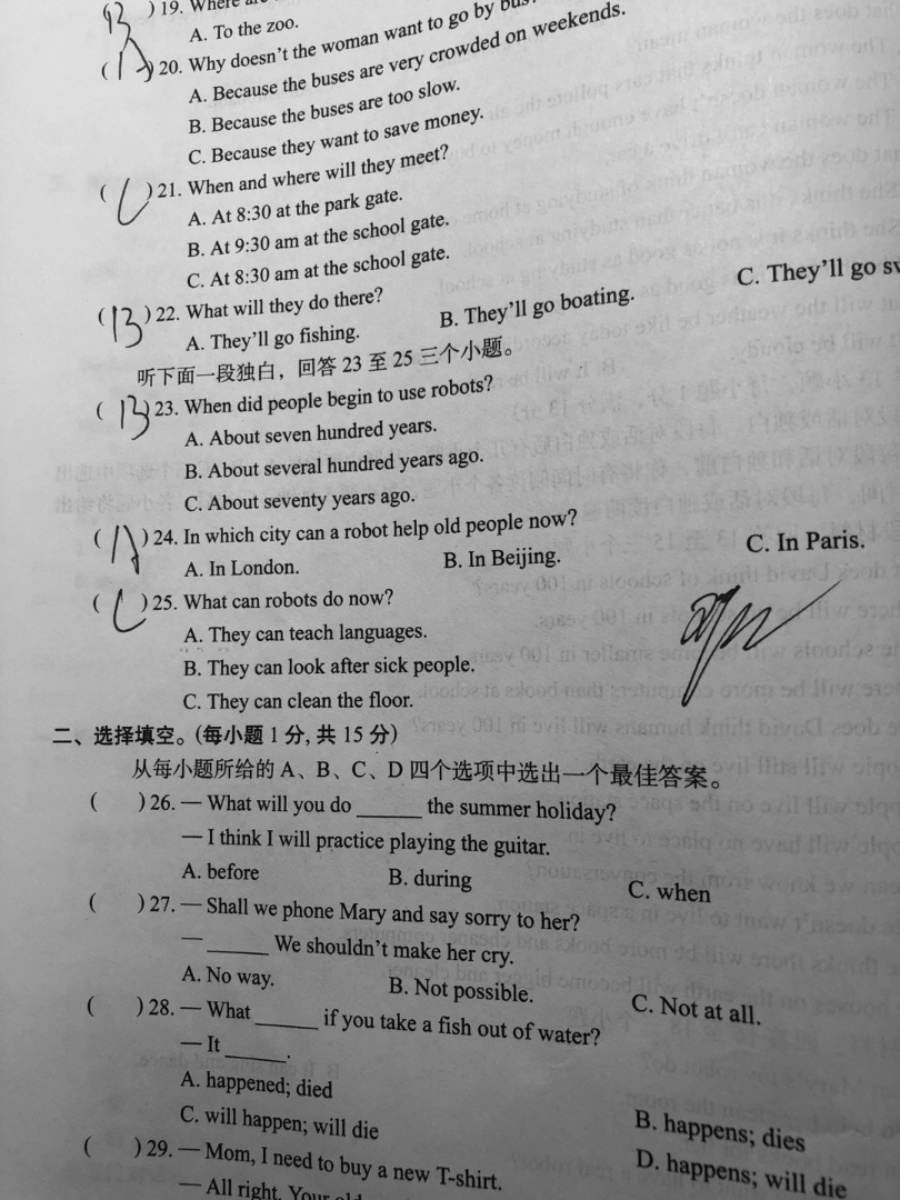 B )19. Where
A. To the zoo.
( A )20. Why doesn't the woman want to go by bus?
A. Because the buses are very crowded on weekends.
B. Because the buses are too slow.
C. Because they want to save money.
( C )21. When and where will they meet?
A. At 8:30 at the park gate.
B. At 9:30 am at the school gate.
C. At 8:30 am at the school gate.
( B )22. What will they do there?
A. They'll go fishing. B. They'll go boating. C. They'll go
听下面一段独白，回答 23 至 25 三个小题。
( B )23. When did people begin to use robots?
A. About seven hundred years.
B. About several hundred years ago.
C. About seventy years ago.
( A )24. In which city can a robot help old people now?
A. In London. B. In Beijing. C. In Paris.
( C )25. What can robots do now?
A. They can teach languages.
B. They can look after sick people.
C. They can clean the floor.
二、选择填空。(每小题 1 分, 共 15 分)
从每小题所给的 A、B、C、D 四个选项中选出一个最佳答案。
( )26. — What will you do ______ the summer holiday?
— I think I will practice playing the guitar.
A. before B. during C. when
( )27. — Shall we phone Mary and say sorry to her?
— ______ We shouldn't make her cry.
A. No way. B. Not possible. C. Not at all.
( )28. — What ______ if you take a fish out of water?
— It ______.
A. happened; died B. happens; dies
C. will happen; will die D. happens; will die
( )29. — Mom, I need to buy a new T-shirt.
— All right. Your old